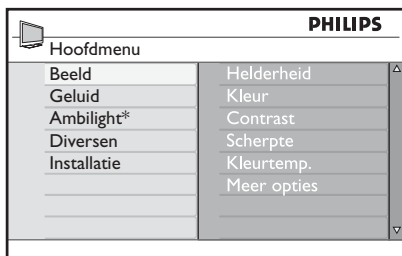 PHILIPS
Hoofdmenu
Beeld
Geluid
Ambilight*
Diversen
Installatie
Helderheid
Kleur
Contrast
Scherpte
Kleurtemp.
Meer opties